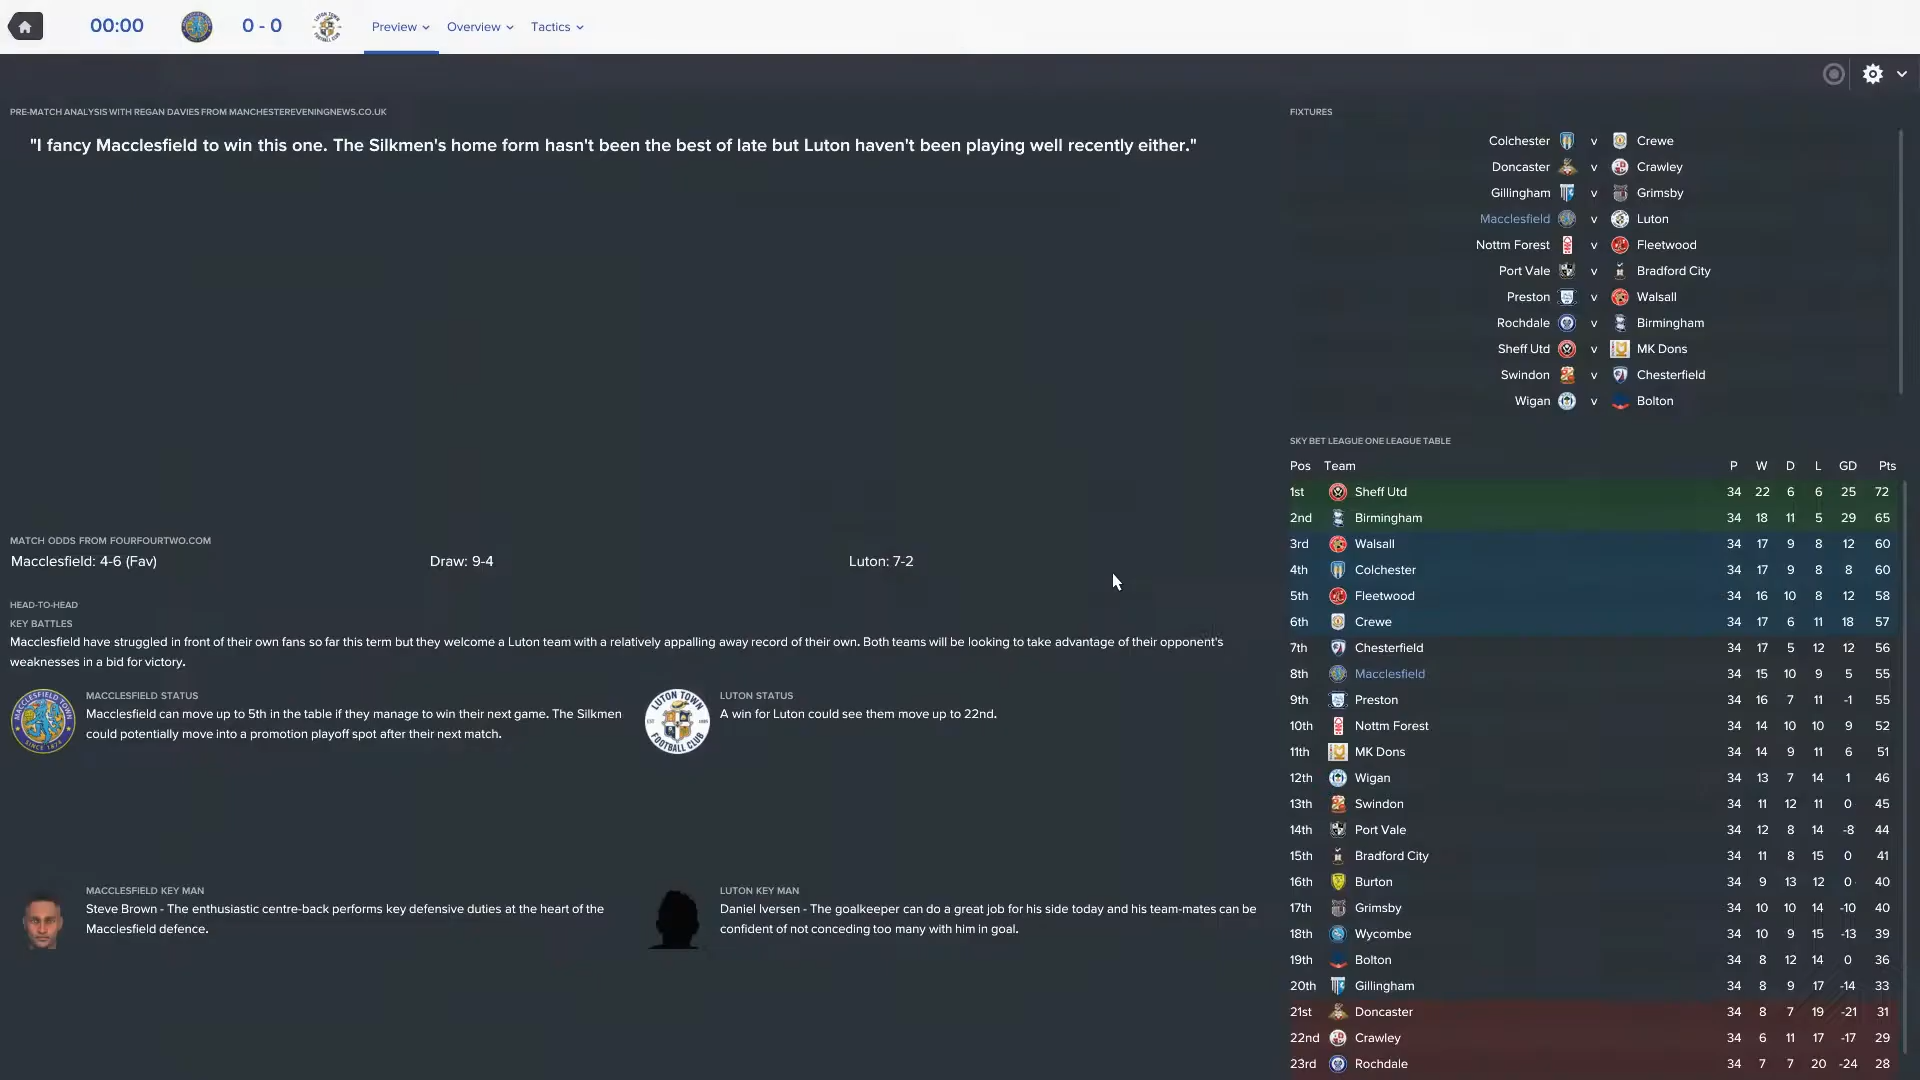 00:00 0 - 0 Preview Overview Tactics
PRE-MATCH ANALYSIS WITH REGAN DAVIES FROM MANCHESTEREVENINGNEWS.CO.UK
"I fancy Macclesfield to win this one. The Silkmen's home form hasn't been the best of late but Luton haven't been playing well recently either."
MATCH ODDS FROM FOURFOURTWO.COM
Macclesfield: 4-6 (Fav) Draw: 9-4 Luton: 7-2
HEAD-TO-HEAD
KEY BATTLES
Macclesfield have struggled in front of their own fans so far this term but they welcome a Luton team with a relatively appalling away record of their own. Both teams will be looking to take advantage of their opponent's
weaknesses in a bid for victory.
MACCLESFIELD STATUS
Macclesfield can move up to 5th in the table if they manage to win their next game. The Silkmen
could potentially move into a promotion playoff spot after their next match.
LUTON STATUS
A win for Luton could see them move up to 22nd.
MACCLESFIELD KEY MAN
Steve Brown - The enthusiastic centre-back performs key defensive duties at the heart of the
Macclesfield defence.
LUTON KEY MAN
Daniel Iversen - The goalkeeper can do a great job for his side today and his team-mates can be
confident of not conceding too many with him in goal.
FIXTURES
Colchester v Crewe
Doncaster v Crawley
Gillingham v Grimsby
Macclesfield v Luton
Nottm Forest v Fleetwood
Port Vale v Bradford City
Preston v Walsall
Rochdale v Birmingham
Sheff Utd v MK Dons
Swindon v Chesterfield
Wigan v Bolton
SKY BET LEAGUE ONE LEAGUE TABLE
Pos Team P W D L GD Pts
1st Sheff Utd 34 22 6 6 25 72
2nd Birmingham 34 18 11 5 29 65
3rd Walsall 34 17 9 8 12 60
4th Colchester 34 17 9 8 8 60
5th Fleetwood 34 16 10 8 12 58
6th Crewe 34 17 6 11 18 57
7th Chesterfield 34 17 5 12 12 56
8th Macclesfield 34 15 10 9 5 55
9th Preston 34 16 7 11 -1 55
10th Nottm Forest 34 14 10 10 9 52
11th MK Dons 34 14 9 11 6 51
12th Wigan 34 13 7 14 1 46
13th Swindon 34 11 12 11 0 45
14th Port Vale 34 12 8 14 -8 44
15th Bradford City 34 11 8 15 0 41
16th Burton 34 9 13 12 0 40
17th Grimsby 34 10 10 14 -10 40
18th Wycombe 34 10 9 15 -13 39
19th Bolton 34 8 12 14 0 36
20th Gillingham 34 8 9 17 -14 33
21st Doncaster 34 8 7 19 -21 31
22nd Crawley 34 6 11 17 -17 29
23rd Rochdale 34 7 7 20 -24 28